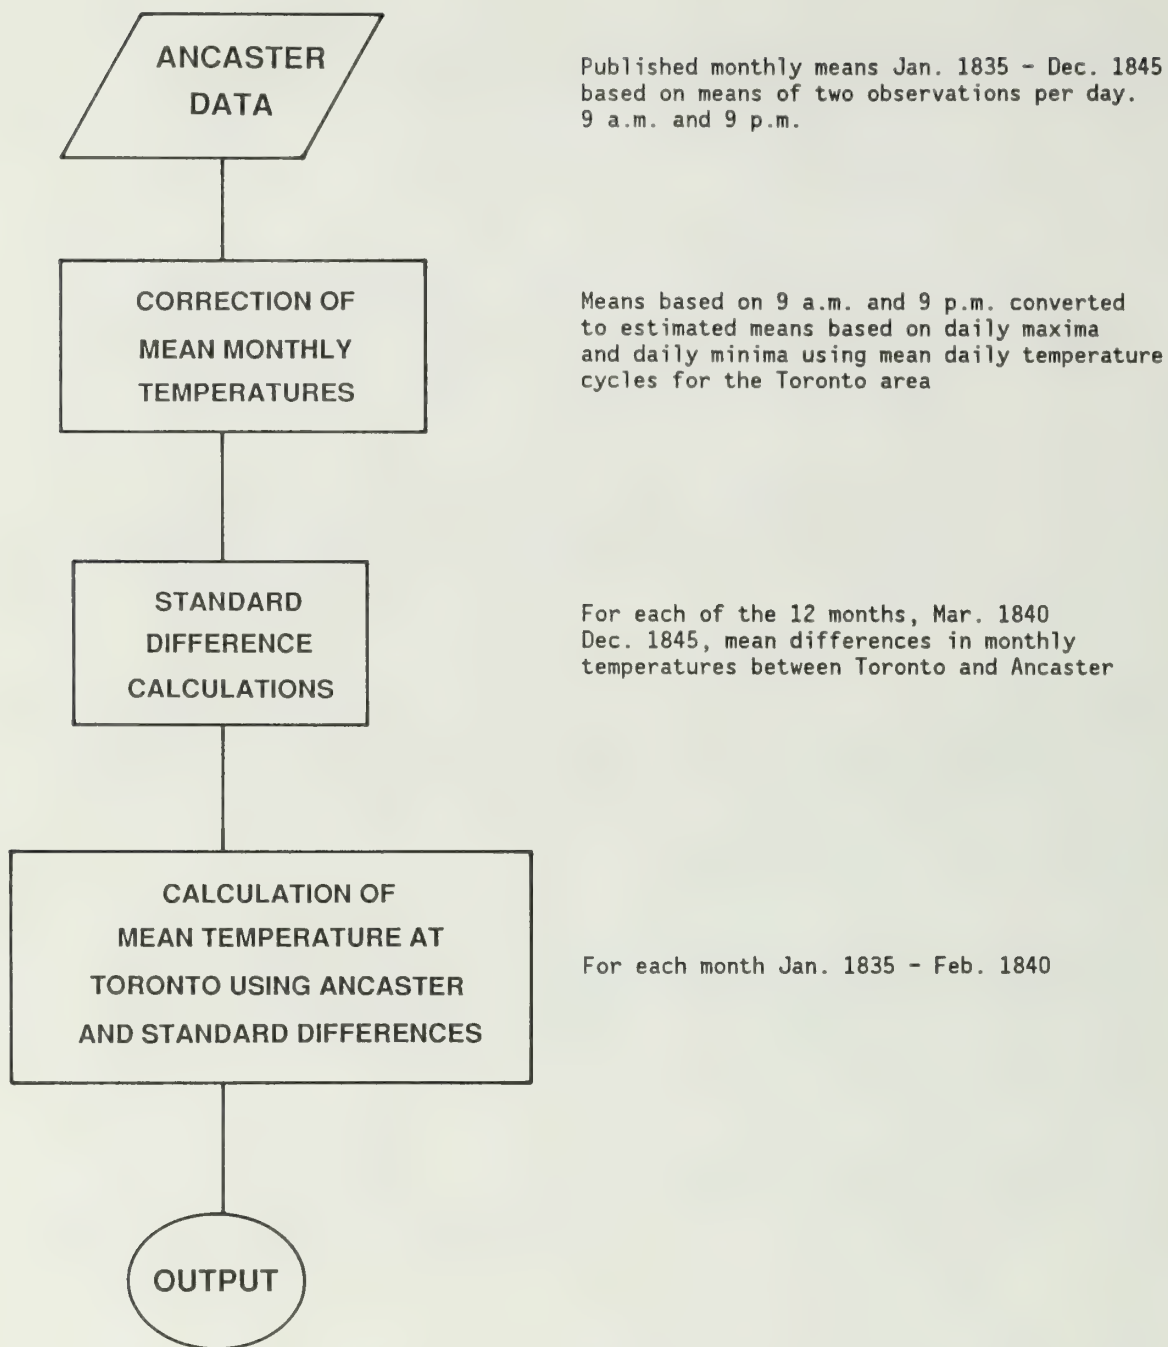 ANCASTER
DATA
Published monthly means Jan. 1835 - Dec. 1845
based on means of two observations per day.
9 a.m. and 9 p.m.
CORRECTION OF
MEAN MONTHLY
TEMPERATURES
Means based on 9 a.m. and 9 p.m. converted
to estimated means based on daily maxima
and daily minima using mean daily temperature
cycles for the Toronto area
STANDARD
DIFFERENCE
CALCULATIONS
For each of the 12 months, Mar. 1840
Dec. 1845, mean differences in monthly
temperatures between Toronto and Ancaster
CALCULATION OF
MEAN TEMPERATURE AT
TORONTO USING ANCASTER
AND STANDARD DIFFERENCES
For each month Jan. 1835 - Feb. 1840
OUTPUT